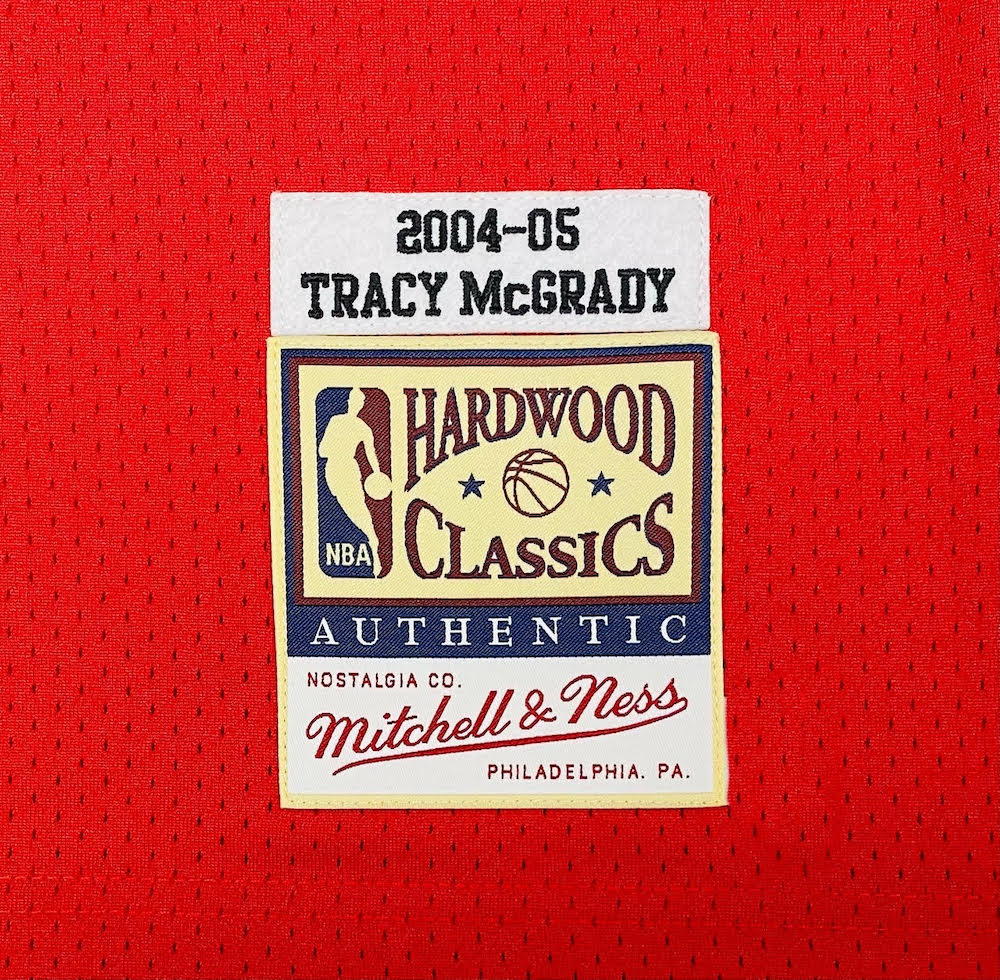 2004-05
TRACY McGRADY
HARDWOOD
CLASSICS
NBA
AUTHENTIC
NOSTALGIA CO.
Mitchell & Ness
PHILADELPHIA. PA.